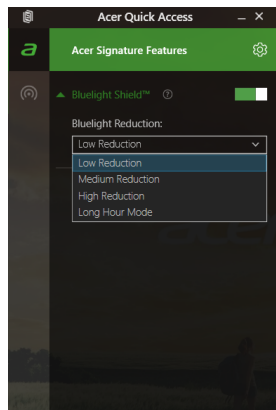 Acer Quick Access
Acer Signature Features
Bluelight Shield™
Bluelight Reduction:
Low Reduction
Low Reduction
Medium Reduction
High Reduction
Long Hour Mode
acer